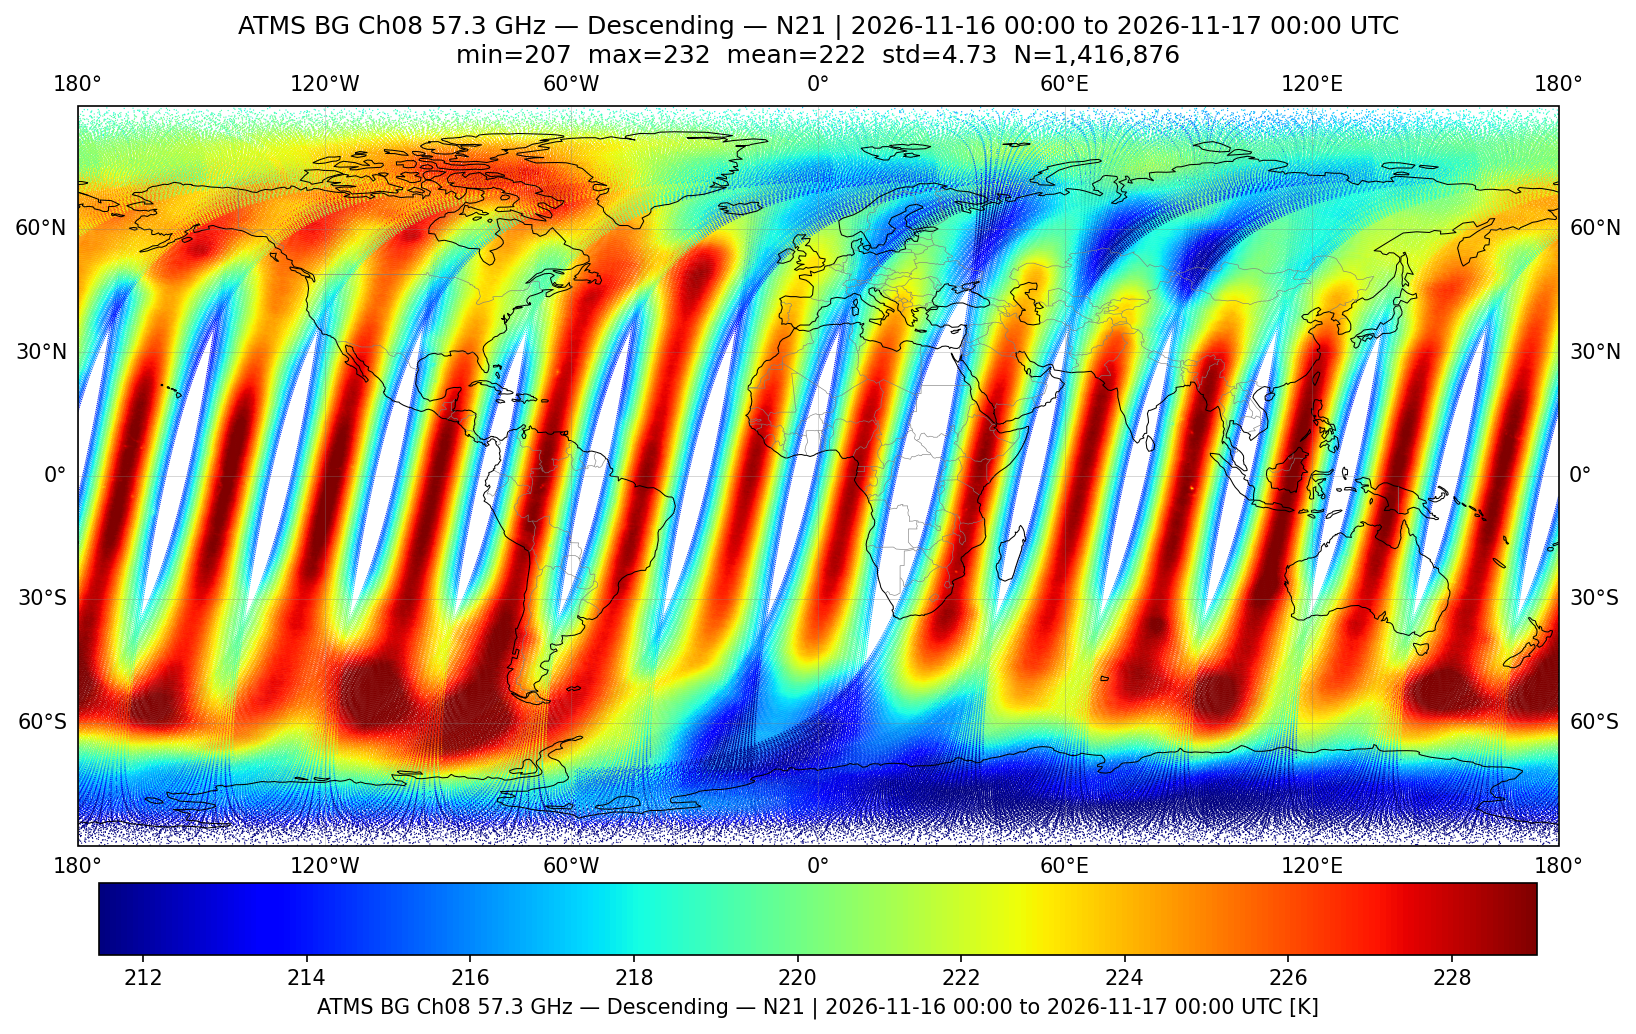 ATMS BG Ch08 57.3 GHz — Descending — N21 | 2026-11-16 00:00 to 2026-11-17 00:00 UTC
min=207 max=232 mean=222 std=4.73 N=1,416,876
180° 120°W 60°W 0° 60°E 120°E 180°
60°N 60°N
30°N 30°N
0° 0°
30°S 30°S
60°S 60°S
180° 120°W 60°W 0° 60°E 120°E 180°
212 214 216 218 220 222 224 226 228
ATMS BG Ch08 57.3 GHz — Descending — N21 | 2026-11-16 00:00 to 2026-11-17 00:00 UTC [K]